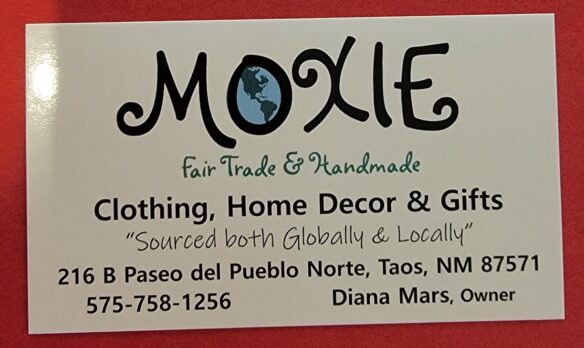 MOXIE
Fair Trade & Handmade
Clothing, Home Decor & Gifts
"Sourced both Globally & Locally"
216 B Paseo del Pueblo Norte, Taos, NM 87571
575-758-1256 Diana Mars, Owner